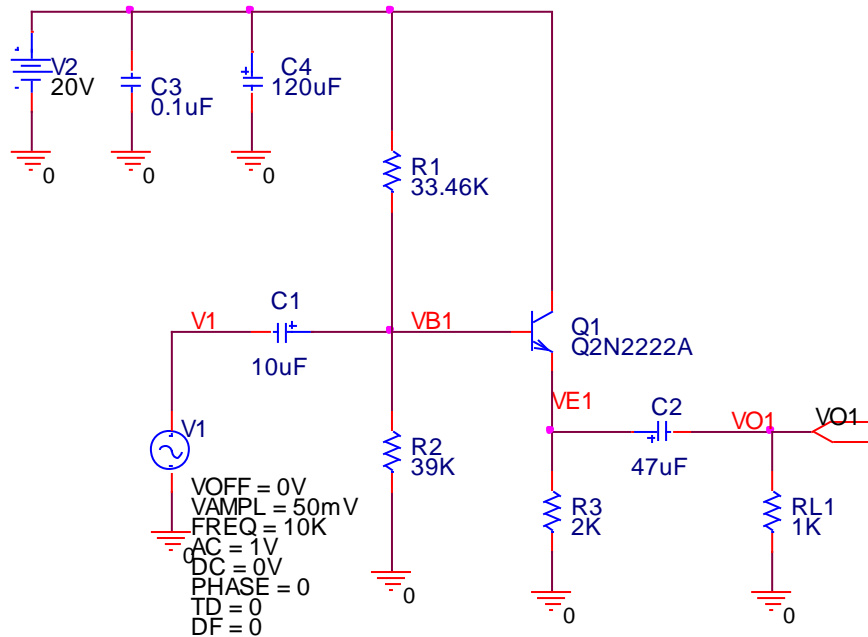 V2
20V
0
C3
0.1uF
0
C4
120uF
0
R1
33.46K
V1
C1
10uF
VB1
Q1
Q2N2222A
VE1
C2
47uF
VO1
VO1
V1
VOFF = 0V
VAMPL = 50mV
FREQ = 10K
AC = 1V
DC = 0V
PHASE = 0
TD = 0
DF = 0
0
R2
39K
0
R3
2K
0
RL1
1K
0